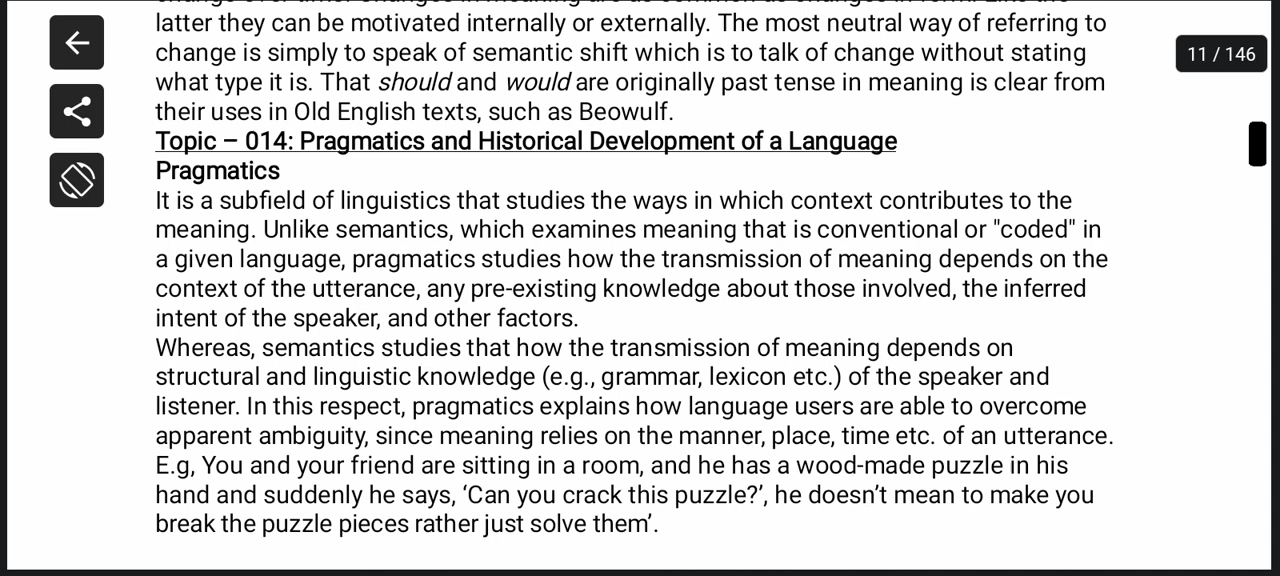 latter they can be motivated internally or externally. The most neutral way of referring to
11 / 146
change is simply to speak of semantic shift which is to talk of change without stating
what type it is. That should and would are originally past tense in meaning is clear from
their uses in Old English texts, such as Beowulf.
Topic – 014: Pragmatics and Historical Development of a Language
Pragmatics
It is a subfield of linguistics that studies the ways in which context contributes to the
meaning. Unlike semantics, which examines meaning that is conventional or "coded" in
a given language, pragmatics studies how the transmission of meaning depends on the
context of the utterance, any pre-existing knowledge about those involved, the inferred
intent of the speaker, and other factors.
Whereas, semantics studies that how the transmission of meaning depends on
structural and linguistic knowledge (e.g., grammar, lexicon etc.) of the speaker and
listener. In this respect, pragmatics explains how language users are able to overcome
apparent ambiguity, since meaning relies on the manner, place, time etc. of an utterance.
E.g, You and your friend are sitting in a room, and he has a wood-made puzzle in his
hand and suddenly he says, ‘Can you crack this puzzle?’, he doesn’t mean to make you
break the puzzle pieces rather just solve them’.